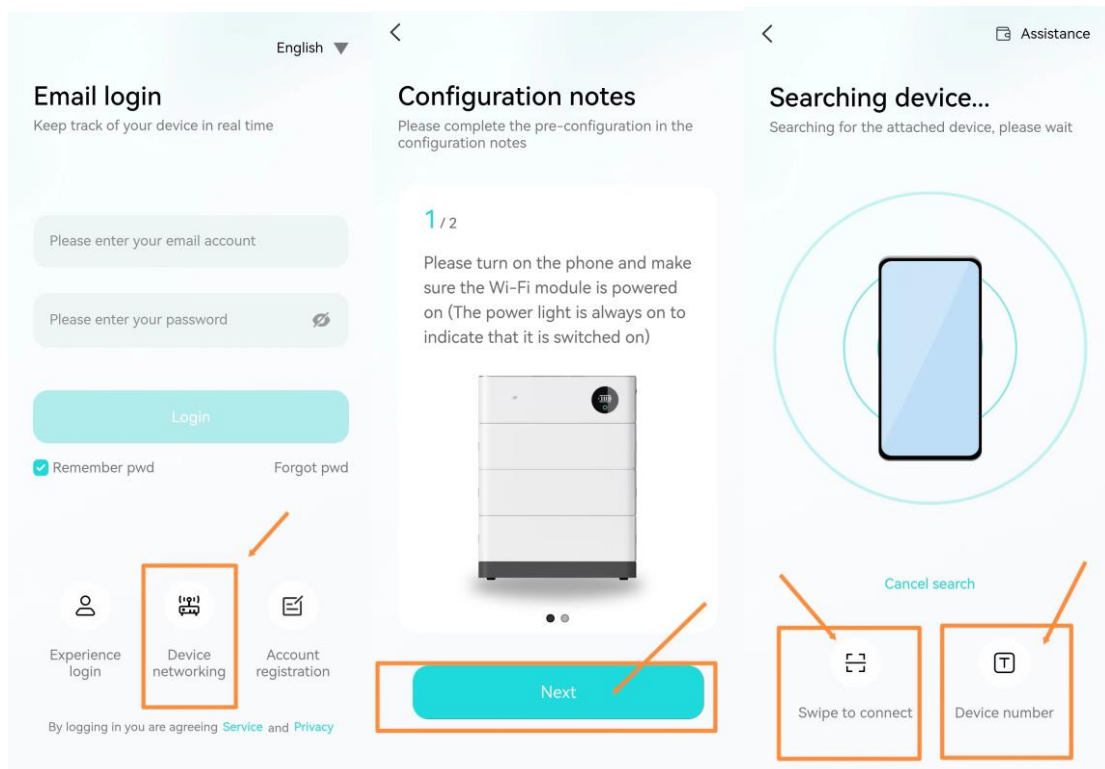 English
Email login
Keep track of your device in real time
Please enter your email account
Please enter your password
Login
Remember pwd
Forgot pwd
Experience
login
Device
networking
Account
registration
By logging in you are agreeing Service and Privacy
Configuration notes
Please complete the pre-configuration in the
configuration notes
1/2
Please turn on the phone and make
sure the Wi-Fi module is powered
on (The power light is always on to
indicate that it is switched on)
Next
Assistance
Searching device...
Searching for the attached device, please wait
Cancel search
Swipe to connect
Device number